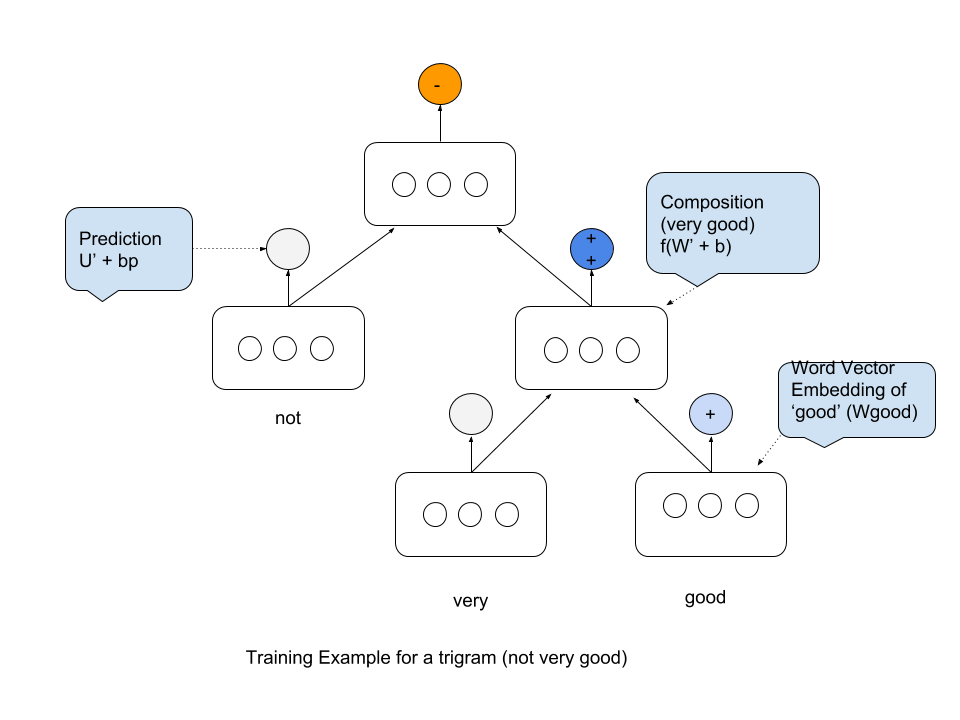 -
Prediction
U’ + bp
+
+
Composition
(very good)
f(W’ + b)
not
+
Word Vector
Embedding of
‘good’ (Wgood)
very
good
Training Example for a trigram (not very good)